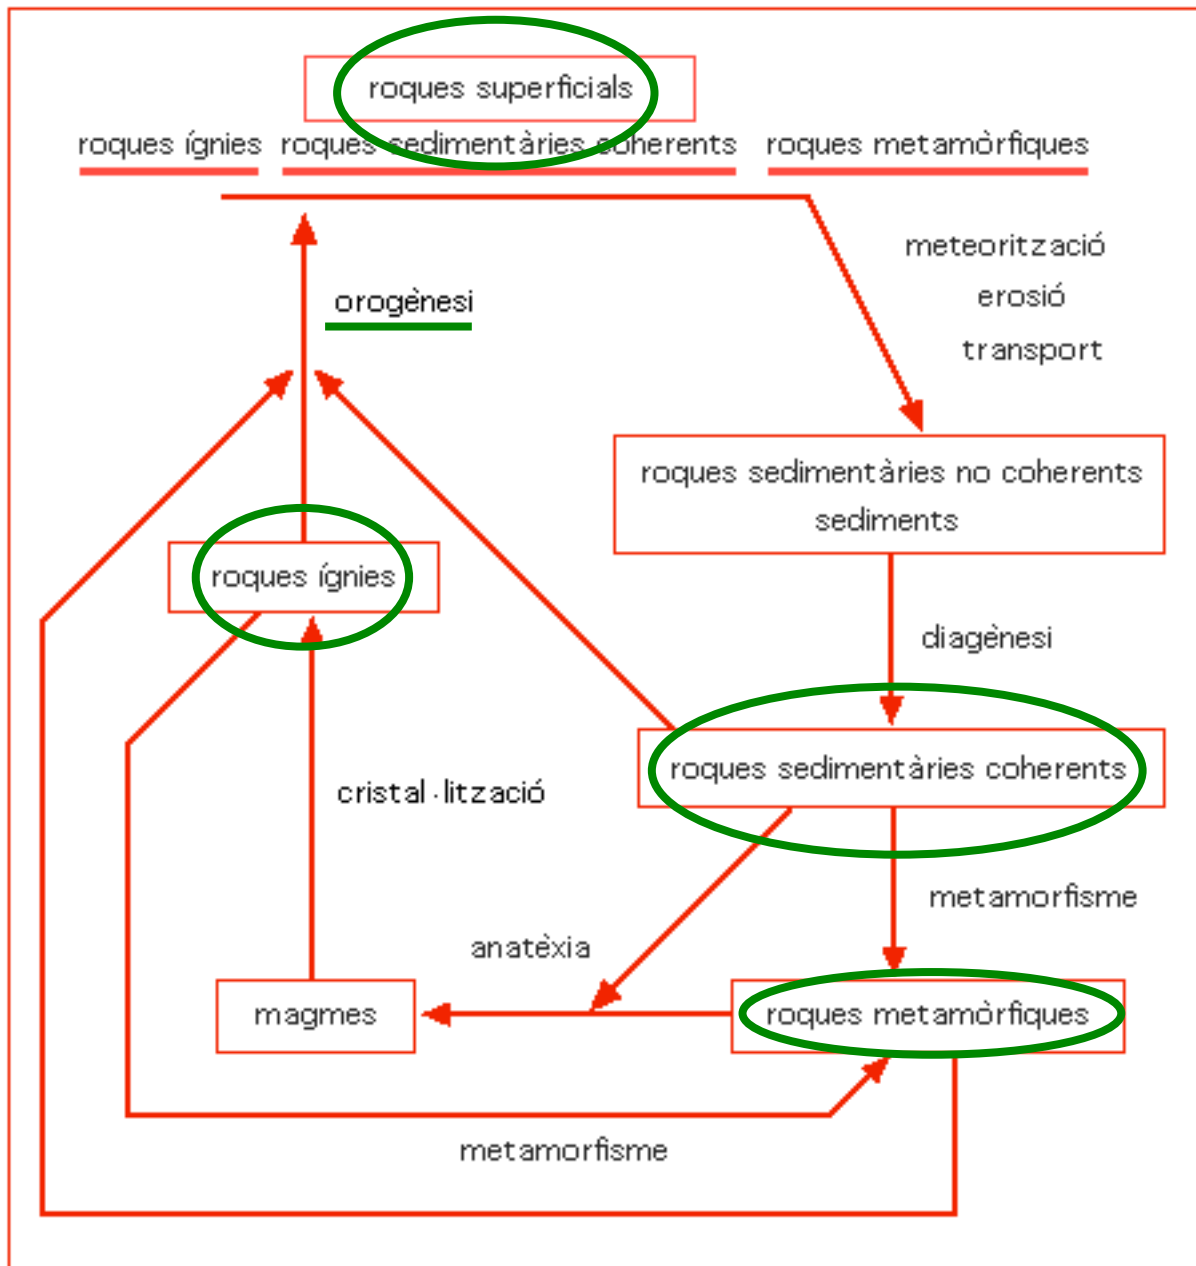 roques superficials
roques ígnies roques sedimentàries coherents roques metamòrfiques
meteorització
erosió
transport
orogènesi
roques sedimentàries no coherents
sediments
roques ígnies
diagènesi
roques sedimentàries coherents
cristal·lització
metamorfisme
anatèxia
magmes
roques metamòrfiques
metamorfisme